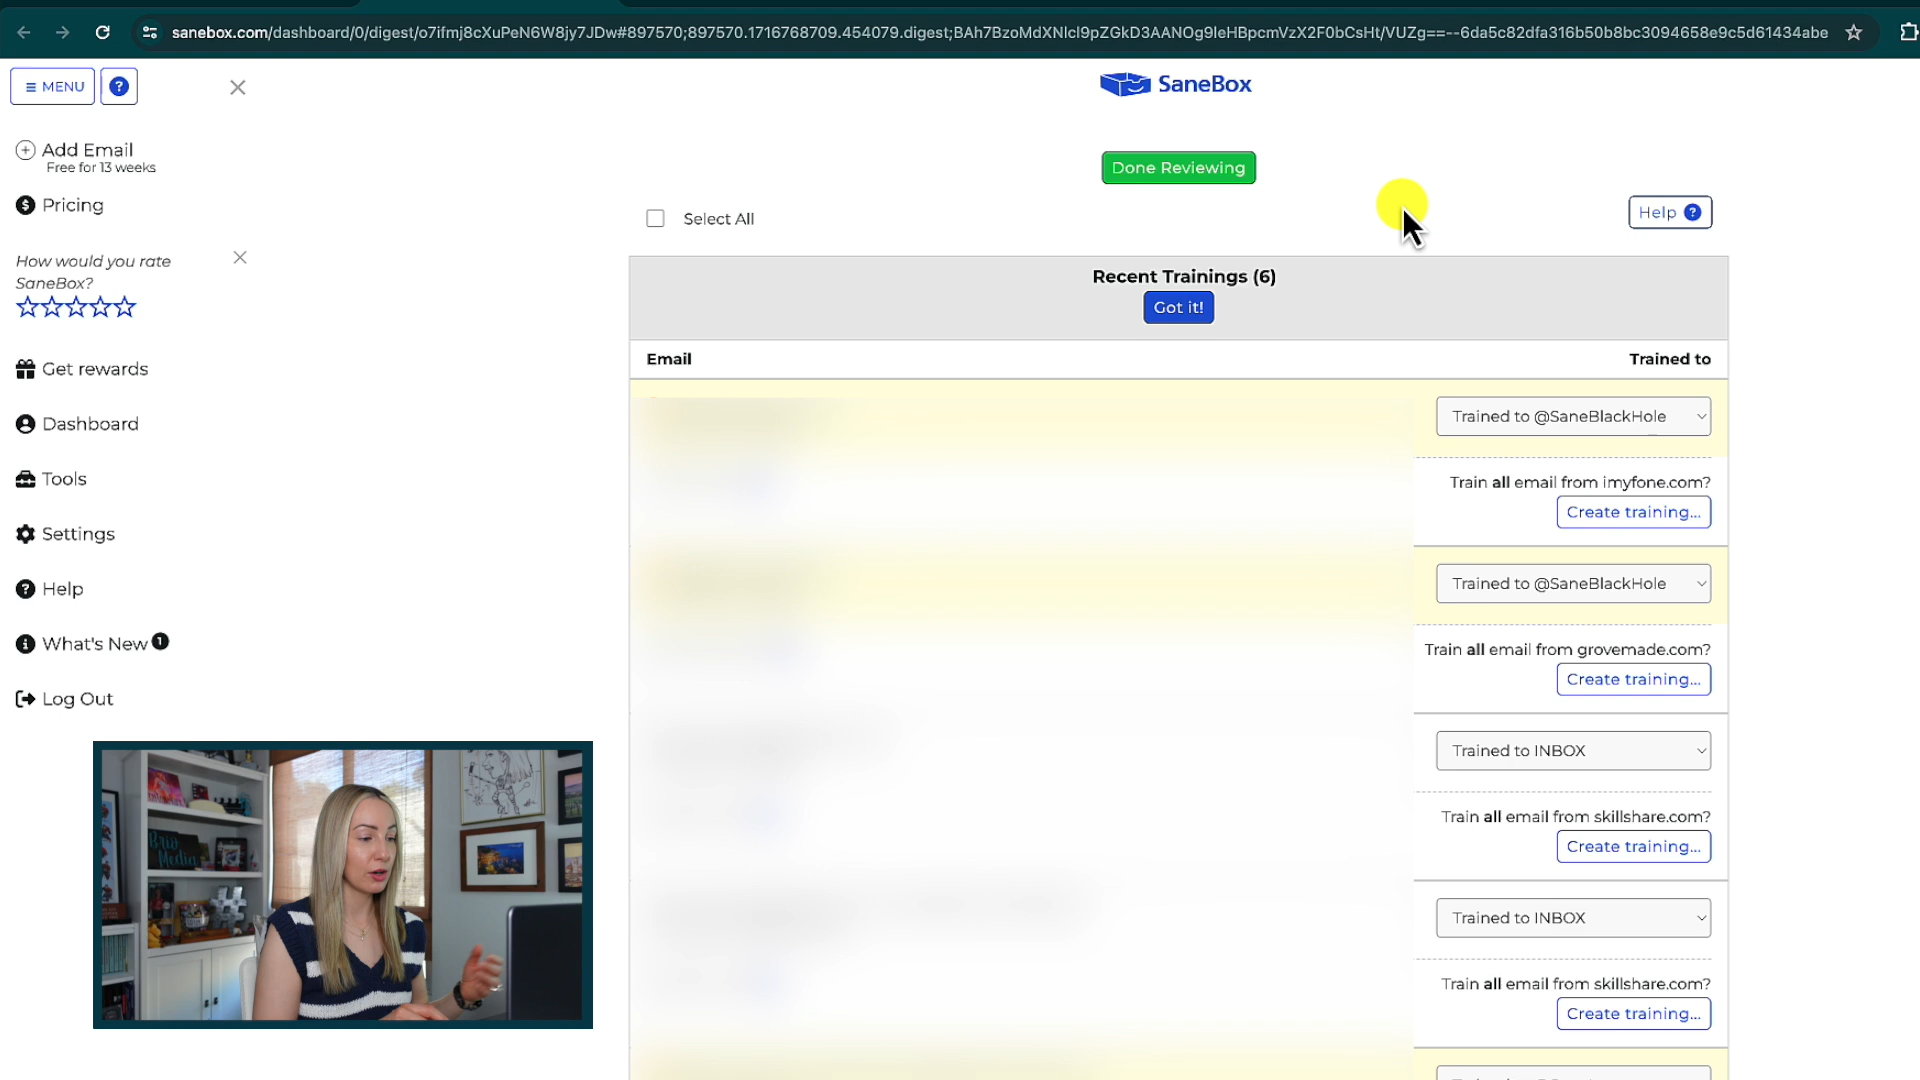 sanebox.com/dashboard/0/digest/o7ifmj8cXuPeN6W8jy7JDw#897570;897570.1716768709.454079.digest;BAh7BzoMdXNlcl9pZGkD3AANOg9leHBpcmVzX2F0bCsHt/VUZg==--6da5c82dfa316b50b8bc3094658e9c5d61434abe
MENU
SaneBox
Add Email
Free for 13 weeks
Done Reviewing
Pricing
Select All
Help
How would you rate
SaneBox?
Recent Trainings (6)
Got it!
Email
Trained to
Get rewards
Dashboard
Tools
Settings
Help
What's New 1
Log Out
Trained to @SaneBlackHole
Train all email from imyfone.com?
Create training...
Trained to @SaneBlackHole
Train all email from grovemade.com?
Create training...
Trained to INBOX
Train all email from skillshare.com?
Create training...
Trained to INBOX
Train all email from skillshare.com?
Create training...
Brio
Media